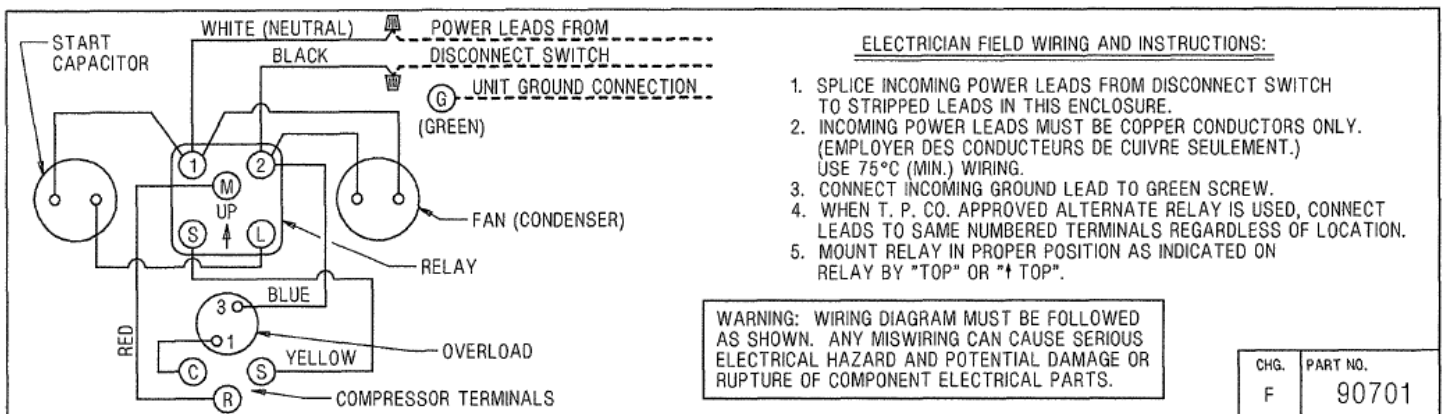 START
CAPACITOR
WHITE (NEUTRAL)
POWER LEADS FROM
BLACK
DISCONNECT SWITCH
G
UNIT GROUND CONNECTION
(GREEN)
1
2
M
UP
S
L
FAN (CONDENSER)
RELAY
BLUE
RED
3
1
OVERLOAD
YELLOW
C
S
R
COMPRESSOR TERMINALS
ELECTRICIAN FIELD WIRING AND INSTRUCTIONS:
1. SPLICE INCOMING POWER LEADS FROM DISCONNECT SWITCH
TO STRIPPED LEADS IN THIS ENCLOSURE.
2. INCOMING POWER LEADS MUST BE COPPER CONDUCTORS ONLY.
(EMPLOYER DES CONDUCTEURS DE CUIVRE SEULEMENT.)
USE 75°C (MIN.) WIRING.
3. CONNECT INCOMING GROUND LEAD TO GREEN SCREW.
4. WHEN T. P. CO. APPROVED ALTERNATE RELAY IS USED, CONNECT
LEADS TO SAME NUMBERED TERMINALS REGARDLESS OF LOCATION.
5. MOUNT RELAY IN PROPER POSITION AS INDICATED ON
RELAY BY "TOP" OR "↑ TOP".
WARNING: WIRING DIAGRAM MUST BE FOLLOWED
AS SHOWN. ANY MISWIRING CAN CAUSE SERIOUS
ELECTRICAL HAZARD AND POTENTIAL DAMAGE OR
RUPTURE OF COMPONENT ELECTRICAL PARTS.
CHG.
F
PART NO.
90701